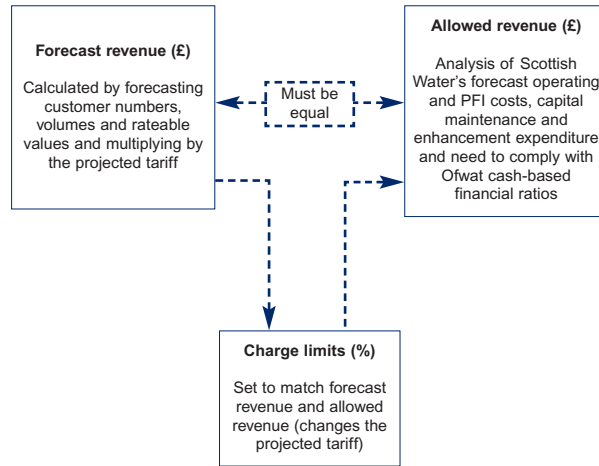 Forecast revenue (£)
Calculated by forecasting
customer numbers,
volumes and rateable
values and multiplying by
the projected tariff
Must be
equal
Allowed revenue (£)
Analysis of Scottish
Water's forecast operating
and PFI costs, capital
maintenance and
enhancement expenditure
and need to comply with
Ofwat cash-based
financial ratios
Charge limits (%)
Set to match forecast
revenue and allowed
revenue (changes the
projected tariff)